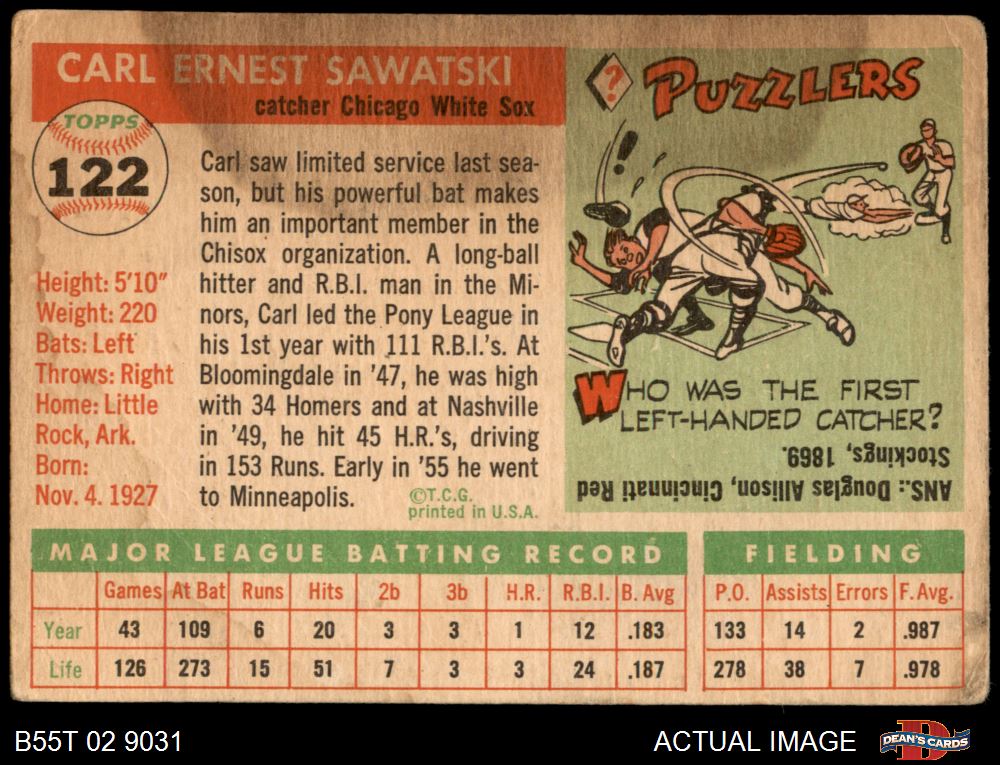 CARL ERNEST SAWATSKI
catcher Chicago White Sox
TOPPS
122
Height: 5'10"
Weight: 220
Bats: Left
Throws: Right
Home: Little
Rock, Ark.
Born:
Nov. 4. 1927
Carl saw limited service last sea-
son, but his powerful bat makes
him an important member in the
Chisox organization. A long-ball
hitter and R.B.I. man in the Mi-
nors, Carl led the Pony League in
his 1st year with 111 R.B.I.'s. At
Bloomingdale in '47, he was high
with 34 Homers and at Nashville
in '49, he hit 45 H.R.'s, driving
in 153 Runs. Early in '55 he went
to Minneapolis.
©T.C.G.
printed in U.S.A.
? PUZZLERS
!
WHO WAS THE FIRST
LEFT-HANDED CATCHER?
ANS.: Douglas Allison, Cincinnati Red
Stockings, 1869.
MAJOR LEAGUE BATTING RECORD
Games At Bat Runs Hits 2b 3b H.R. R.B.I. B. Avg
Year 43 109 6 20 3 3 1 12 .183
Life 126 273 15 51 7 3 3 24 .187
FIELDING
P.O. Assists Errors F. Avg.
133 14 2 .987
278 38 7 .978
B55T 02 9031
ACTUAL IMAGE
DEAN'S CARDS